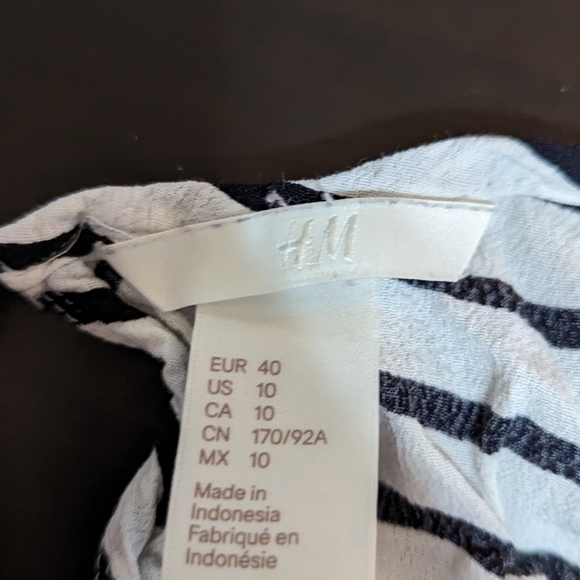 H&M
EUR 40
US 10
CA 10
CN 170/92A
MX 10
Made in
Indonesia
Fabriqué en
Indonésie